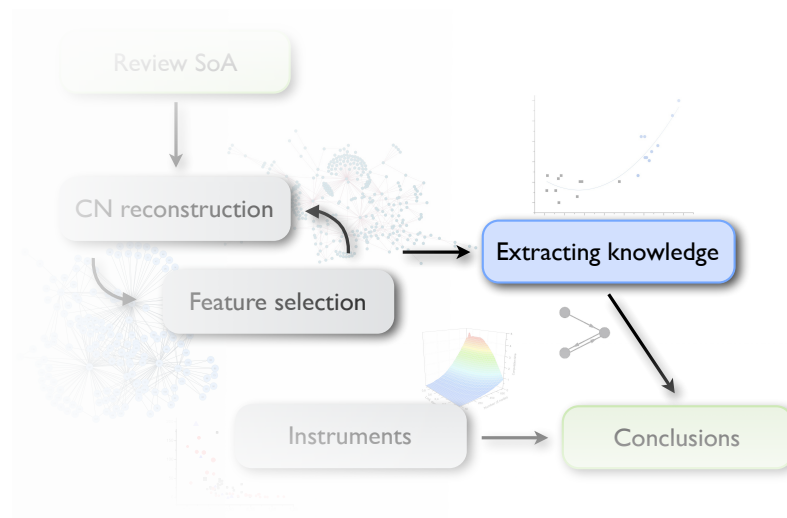 Review SoA
CN reconstruction
Extracting knowledge
Feature selection
Instruments
Conclusions